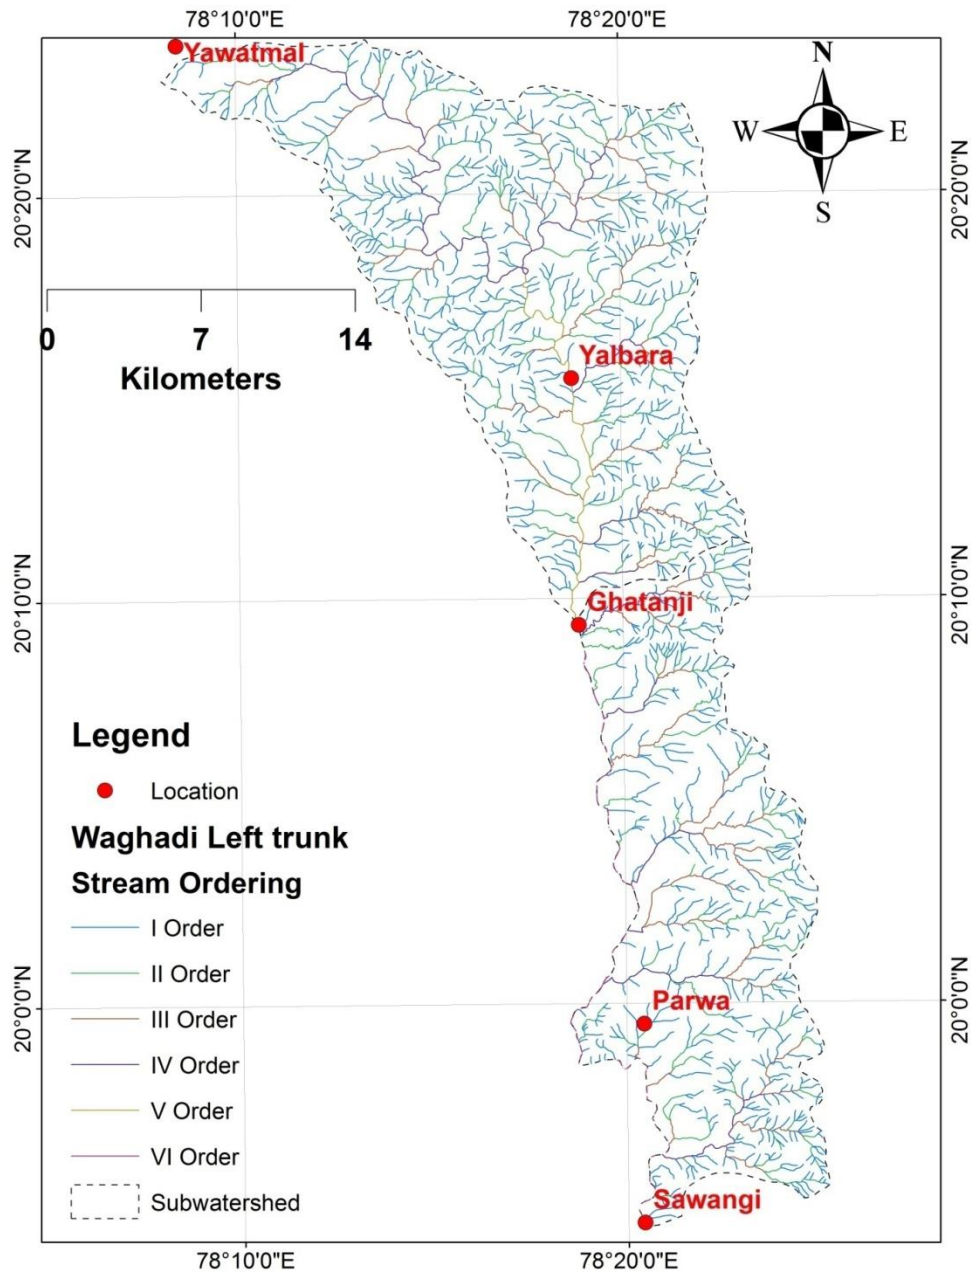 78°10'0"E
78°20'0"E
Yawatmal
N
W
E
S
20°20'0"N
20°20'0"N
0
7
14
Kilometers
Yalbara
20°10'0"N
20°10'0"N
Ghatanji
Legend
Location
Waghadi Left trunk
Stream Ordering
I Order
II Order
III Order
IV Order
V Order
VI Order
Subwatershed
20°0'0"N
20°0'0"N
Parwa
Sawangi
78°10'0"E
78°20'0"E